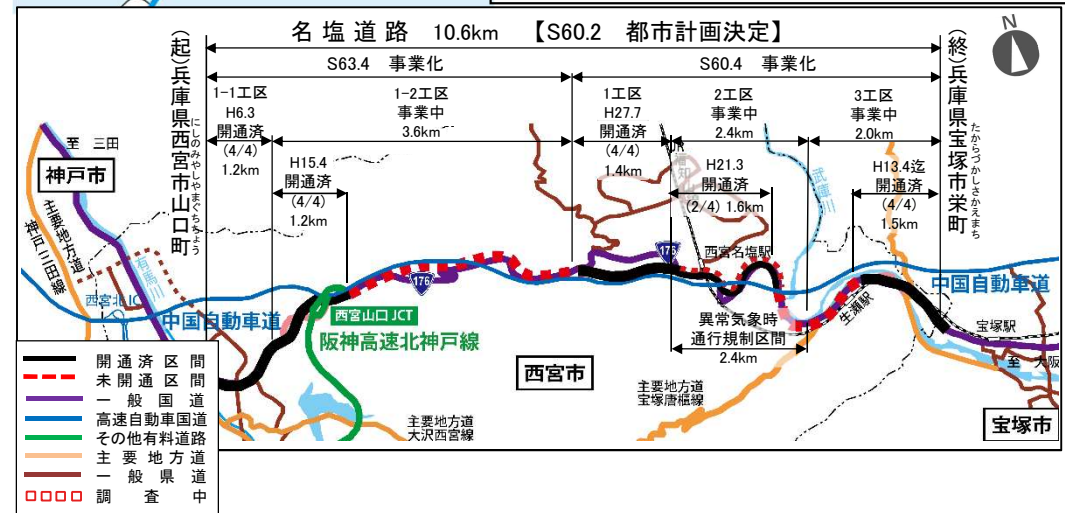 名塩道路 10.6km 【S60.2 都市計画決定】
S63.4 事業化
S60.4 事業化
N
(起)兵庫県西宮市山口町
にしのみやしやまぐちちょう
(終)兵庫県宝塚市栄町
たからづかしさかえまち
1-1工区
H6.3
開通済
(4/4)
1.2km
1-2工区
事業中
3.6km
H15.4
開通済
(4/4)
1.2km
1工区
H27.7
開通済
(4/4)
1.4km
2工区
事業中
2.4km
H21.3
開通済
(2/4) 1.6km
3工区
事業中
2.0km
H13.4迄
開通済
(4/4)
1.5km
至 三田
神戸市
主要地方道
神戸三田線
有馬川
西宮北IC
中国自動車道
176
西宮山口JCT
阪神高速北神戸線
JR福知山線
武庫川
176
西宮名塩駅
生瀬駅
中国自動車道
宝塚駅
至 大阪
異常気象時
通行規制区間
2.4km
西宮市
主要地方道
宝塚唐櫃線
主要地方道
大沢西宮線
宝塚市
開通済区間
未開通区間
一般国道
高速自動車国道
その他有料道路
主要地方道
一般県道
調査中